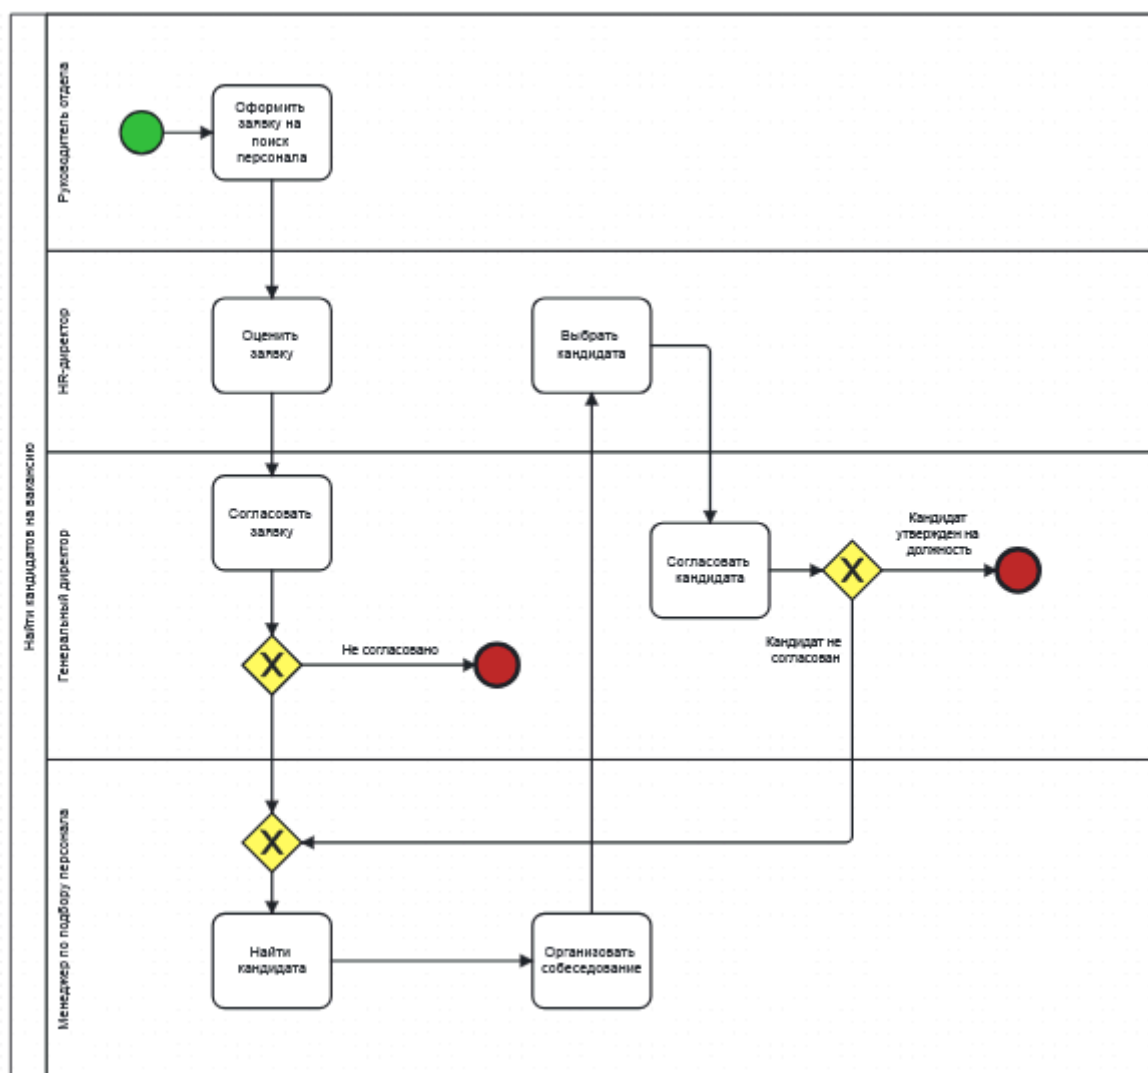 Найти кандидатов на вакансию
Руководитель отдела
Оформить
заявку на
поиск
персонала
HR-директор
Оценить
заявку
Выбрать
кандидата
Генеральный директор
Согласовать
заявку
Не согласовано
Согласовать
кандидата
X
Кандидат
утвержден на
должность
Кандидат не
согласован
X
Менеджер по подбору персонала
X
Найти
кандидата
Организовать
собеседование